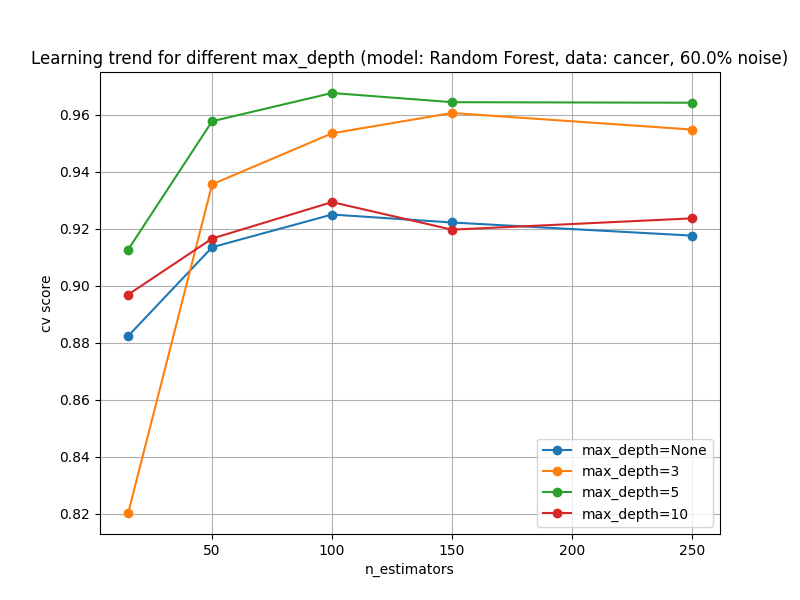 Learning trend for different max_depth (model: Random Forest, data: cancer, 60.0% noise)
0.96
0.94
0.92
0.90
0.88
0.86
0.84
0.82
cv score
50
100
150
200
250
n_estimators
max_depth=None
max_depth=3
max_depth=5
max_depth=10